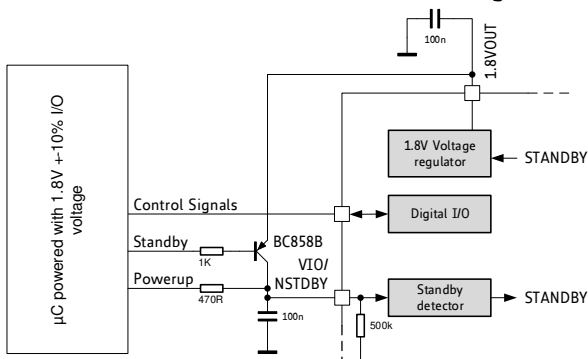 100n
1.8VOUT
µC powered with 1.8V +-10% I/O
voltage
1.8V Voltage
regulator
STANDBY
Control Signals
Digital I/O
Standby
1K
BC858B
VIO/
NSTDBY
Powerup
470R
Standby
detector
STANDBY
100n
500k